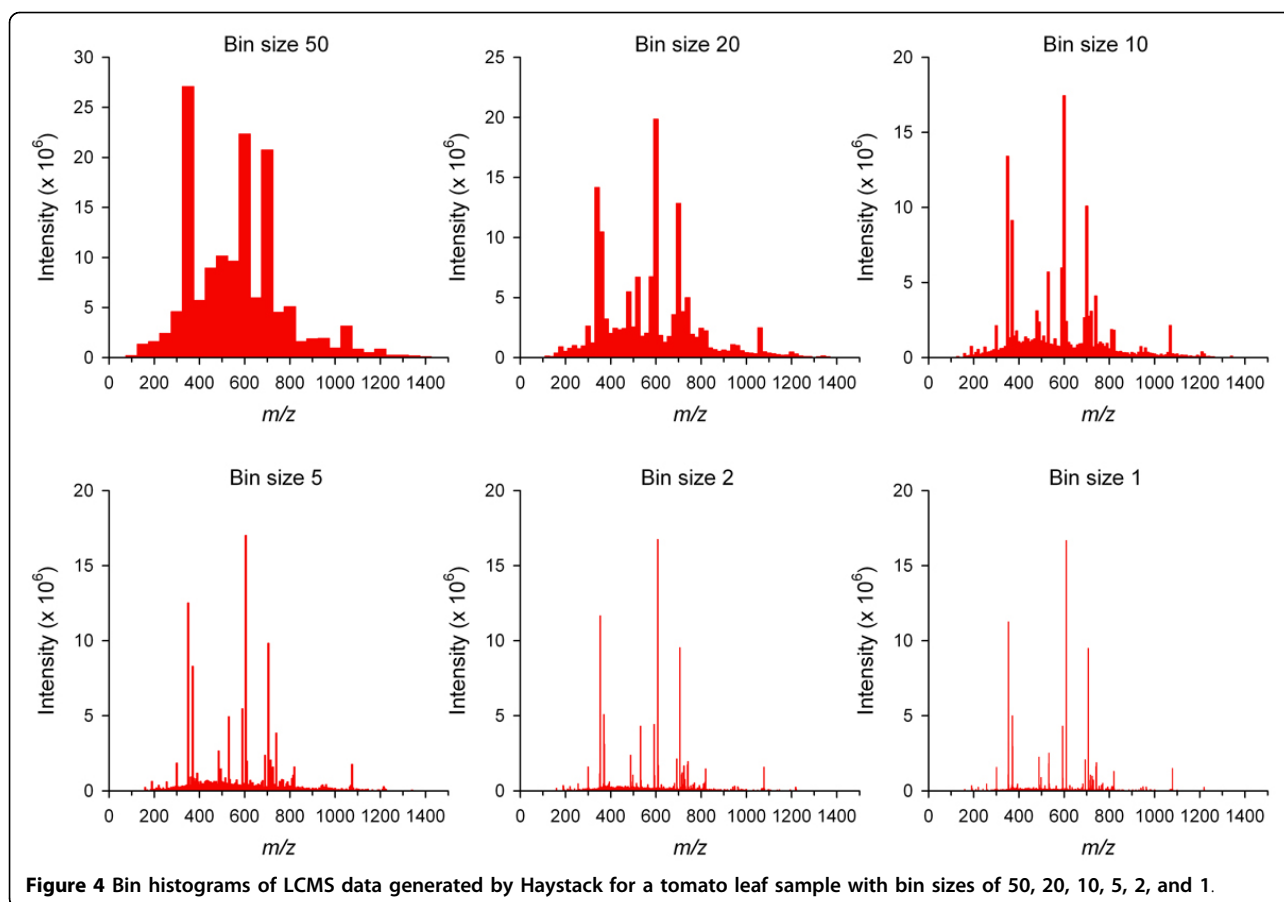 Bin size 50
30
25
20
15
10
5
0
Intensity (x 10⁶)
0 200 400 600 800 1000 1200 1400
m/z
Bin size 20
25
20
15
10
5
0
Intensity (x 10⁶)
0 200 400 600 800 1000 1200 1400
m/z
Bin size 10
20
15
10
5
0
Intensity (x 10⁶)
0 200 400 600 800 1000 1200 1400
m/z
Bin size 5
20
15
10
5
0
Intensity (x 10⁶)
0 200 400 600 800 1000 1200 1400
m/z
Bin size 2
20
15
10
5
0
Intensity (x 10⁶)
0 200 400 600 800 1000 1200 1400
m/z
Bin size 1
20
15
10
5
0
Intensity (x 10⁶)
0 200 400 600 800 1000 1200 1400
m/z
Figure 4 Bin histograms of LCMS data generated by Haystack for a tomato leaf sample with bin sizes of 50, 20, 10, 5, 2, and 1.